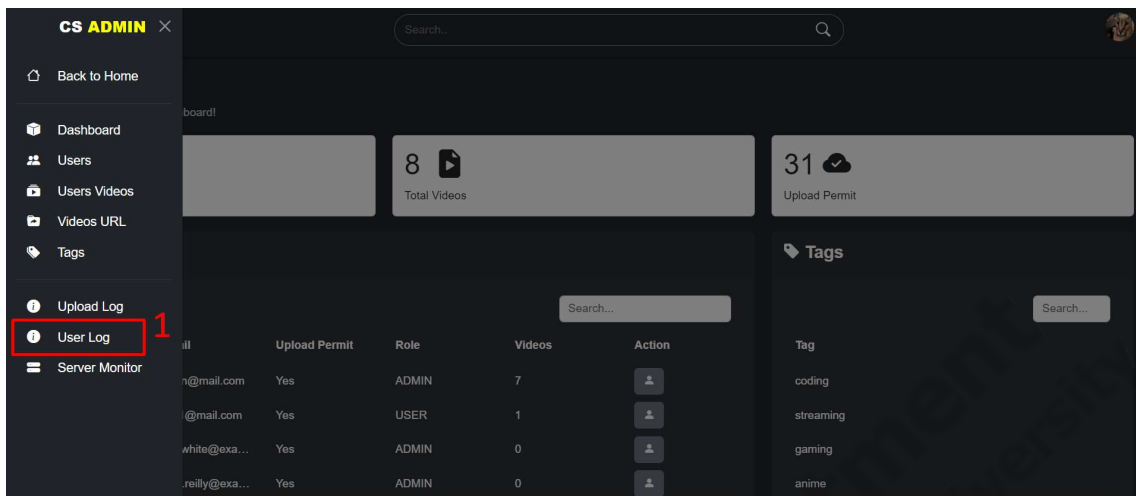 CS ADMIN
Search..
Back to Home
board!
Dashboard
Users
Users Videos
Videos URL
Tags
8
Total Videos
31
Upload Permit
Tags
Upload Log
User Log
1
Server Monitor
Search...
Search...
il Upload Permit Role Videos Action
n@mail.com Yes ADMIN 7
@mail.com Yes USER 1
white@exa... Yes ADMIN 0
.reilly@exa... Yes ADMIN 0
Tag
coding
streaming
gaming
anime